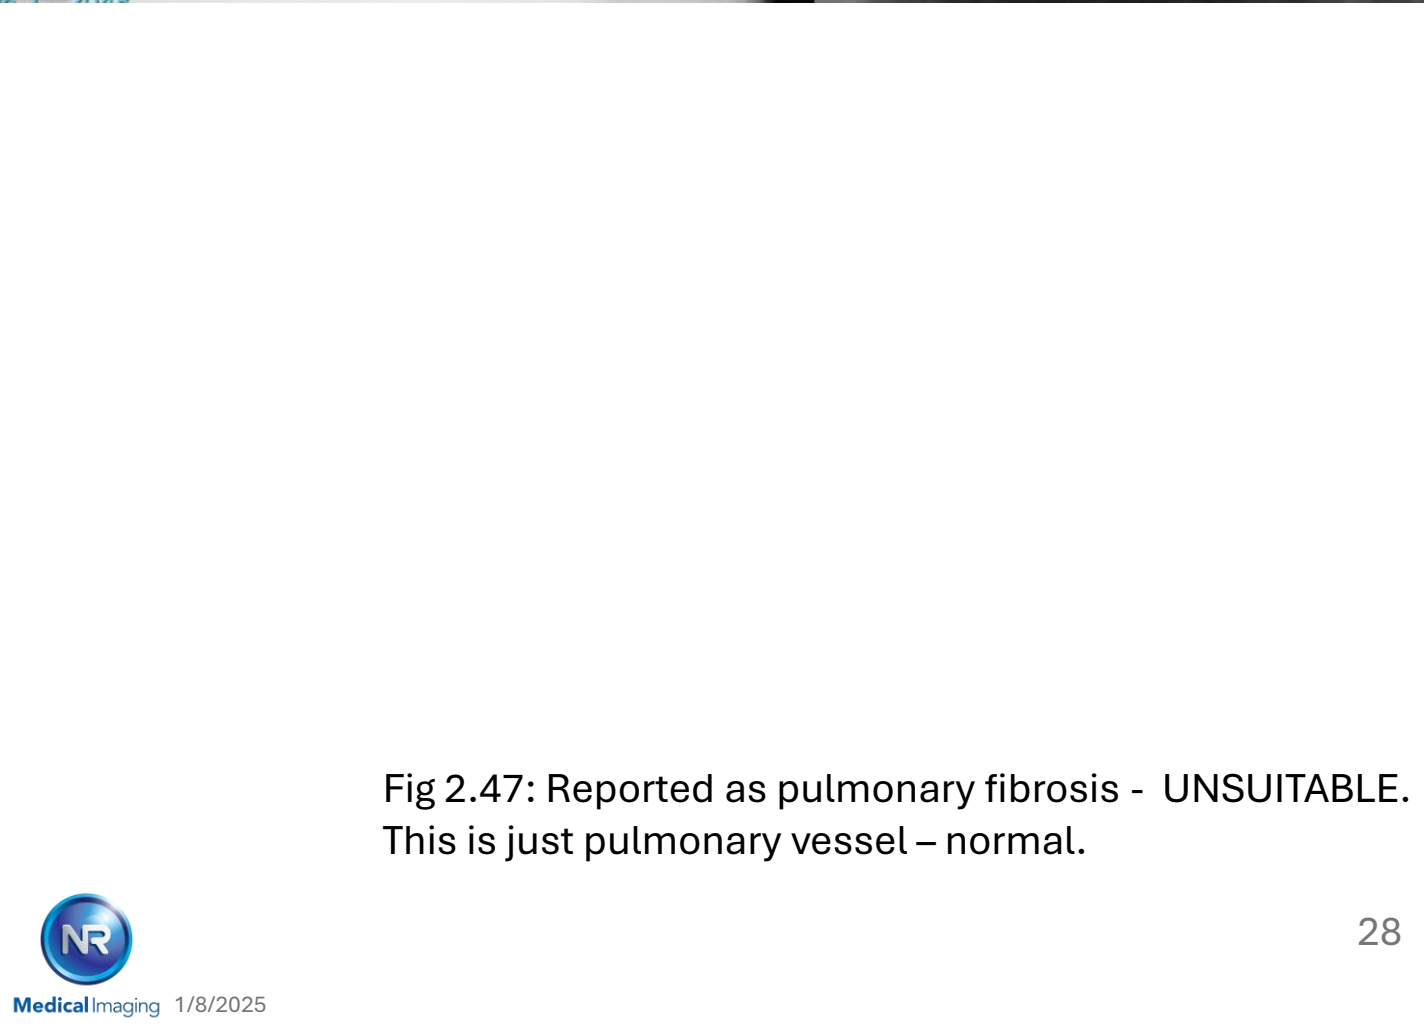 Fig 2.47: Reported as pulmonary fibrosis - UNSUITABLE.
This is just pulmonary vessel – normal.
NR
28
Medical Imaging 1/8/2025